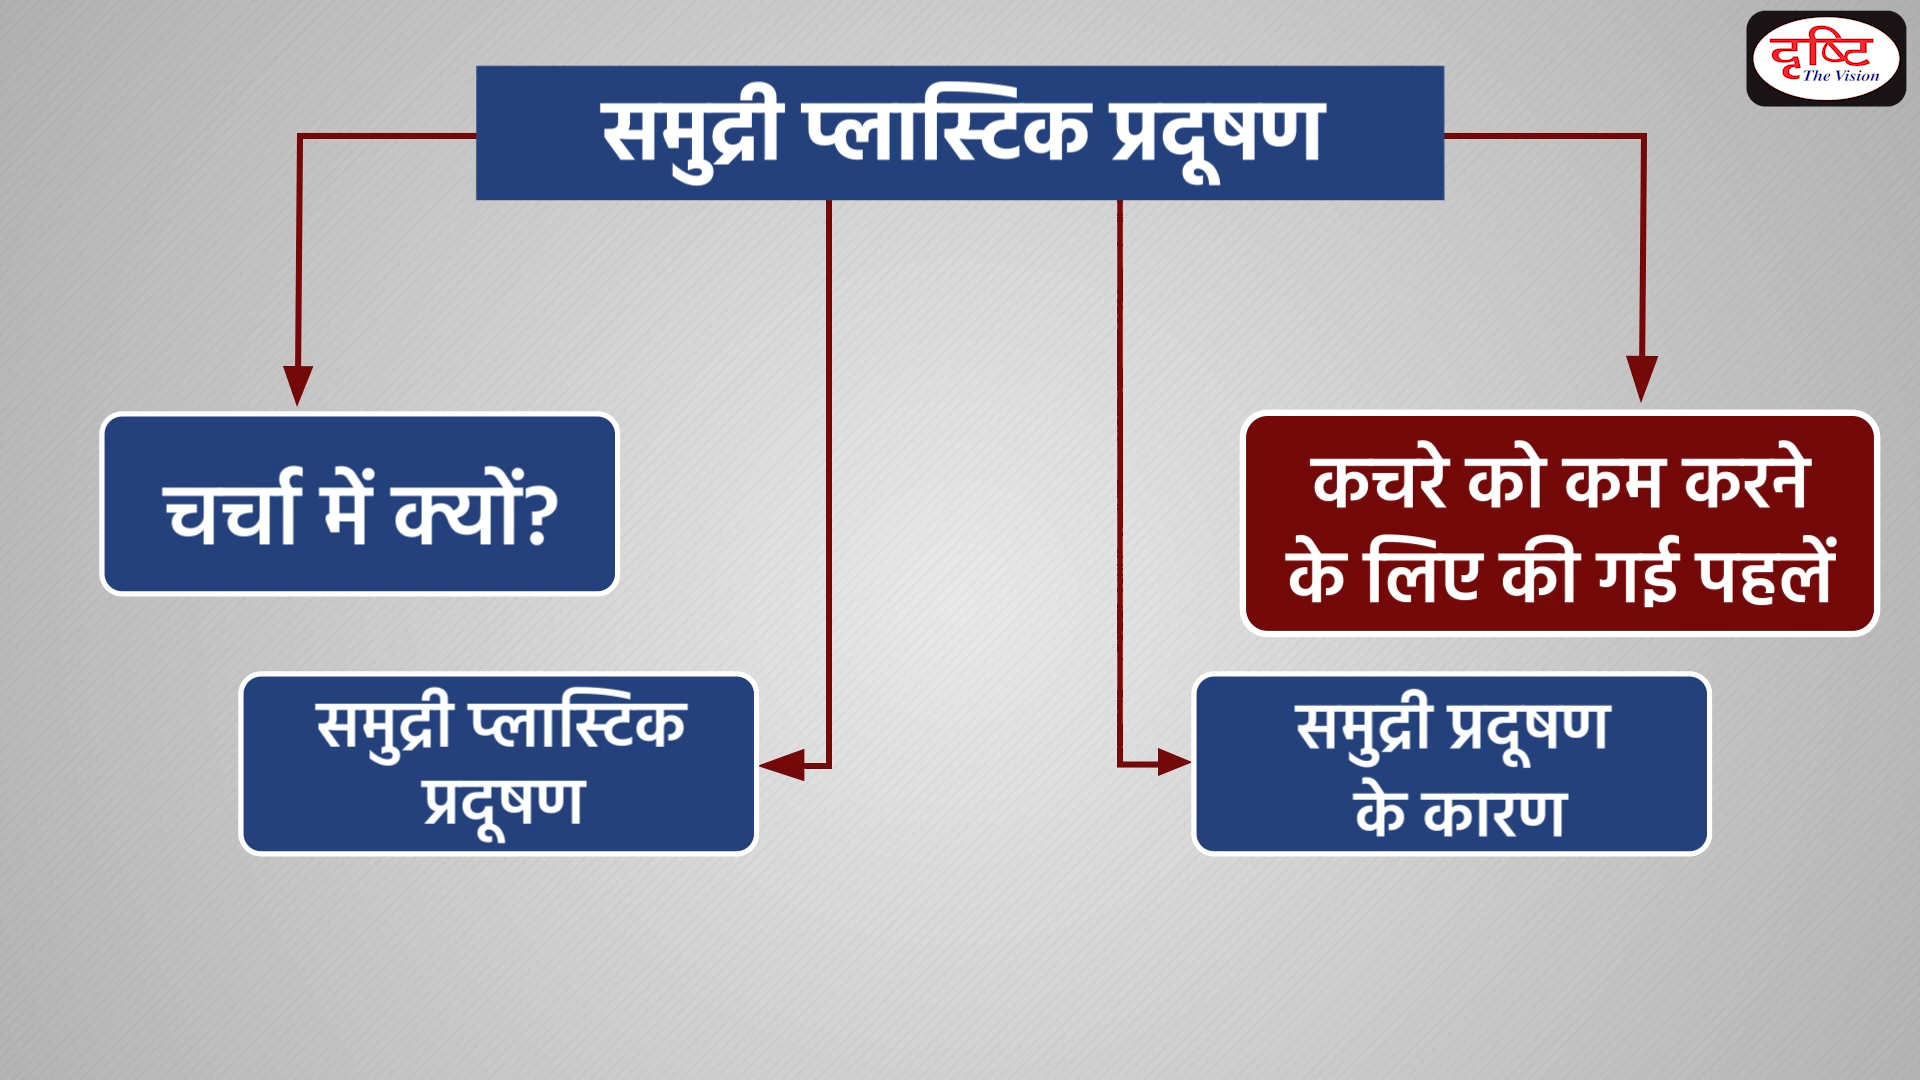 दृष्टि
The Vision
समुद्री प्लास्टिक प्रदूषण
चर्चा में क्यों?
कचरे को कम करने
के लिए की गई पहलें
समुद्री प्लास्टिक
प्रदूषण
समुद्री प्रदूषण
के कारण